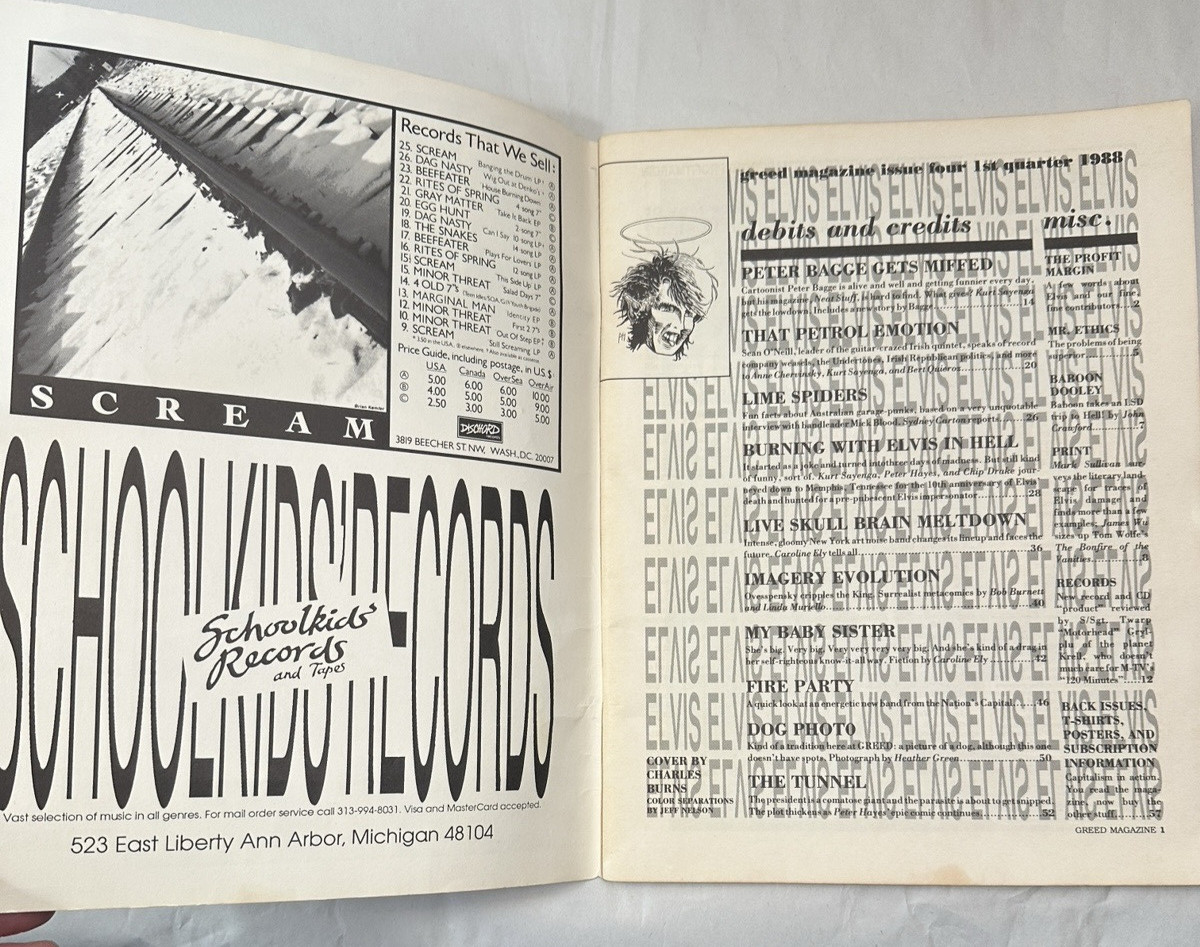 SCREAM
Brian Kenter
Records That We Sell:
25. SCREAM Banging the Drum LP Ⓐ
26. DAG NASTY Wig Out at Denko's Ⓐ
23. BEEFEATER House Burning Down Ⓐ
22. RITES OF SPRING 4-song 7" Ⓒ
21. GRAY MATTER Take It Back EP Ⓑ
20. EGG HUNT 2-song 7" Ⓒ
19. DAG NASTY Can I Say 10-song LP Ⓐ
18. THE SNAKES 14-song LP Ⓐ
17. BEEFEATER Plays For Lovers LP Ⓐ
16. RITES OF SPRING 12-song LP Ⓐ
15½ SCREAM This Side Up LP Ⓐ
15. MINOR THREAT Salad Days 7" Ⓒ
14. 4 OLD 7"s
13. MARGINAL MAN Identity EP
12. MINOR THREAT First 2 7"s
10. MINOR THREAT Out Of Step EP
9. SCREAM Still Screaming LP Ⓐ
Price Guide, including postage, in U.S. $
U.S.A. Canada OverSea OverAir
Ⓐ 5.00 6.00 6.00 10.00
Ⓑ 4.00 5.00 5.00 9.00
Ⓒ 2.50 3.00 3.00 5.00
DISCHORD
RECORDS
3819 BEECHER ST. NW, WASH., DC. 20007
SCHOOLKIDS' RECORDS
Schoolkids'
Records
and Tapes
Vast selection of music in all genres. For mail order service call 313-994-8031. Visa and MasterCard accepted.
523 East Liberty Ann Arbor, Michigan 48104
greed magazine issue four 1st quarter 1988
debits and credits
PETER BAGGE GETS MIFFED
Cartoonist Peter Bagge is alive and well and getting funnier every day,
but his magazine, Neat Stuff, is hard to find. What gives? Kurt Sayenga
gets the lowdown. Includes a new story by Bagge....................14
THAT PETROL EMOTION
Sean O'Neill, leader of the guitar-crazed Irish quintet, speaks of record
company weasels, the Undertones, Irish Republican politics, and more
to Anne Chervinsky, Kurt Sayenga, and Bert Queiroz....................20
LIME SPIDERS
Fun facts about Australian garage-punks, based on a very unquotable
interview with bandleader Mick Blood. Sydney Carton reports....26
BURNING WITH ELVIS IN HELL
It started as a joke and turned into three days of madness. But still kind
of funny, sort of. Kurt Sayenga, Peter Hayes, and Chip Drake jour-
neyed down to Memphis, Tennessee for the 10th anniversary of Elvis'
death and hunted for a pre-pubescent Elvis impersonator............28
LIVE SKULL BRAIN MELTDOWN
Intense, gloomy New York art noise band changes its lineup and faces the
future. Caroline Ely tells all....................36
IMAGERY EVOLUTION
Ovesspensky cripples the King. Surrealist metacomics by Bob Burnett
and Linda Muriello....................40
MY BABY SISTER
She's big. Very big. Very very very very big. And she's kind of a drag in
her self-righteous know-it-all way. Fiction by Caroline Ely............42
FIRE PARTY
A quick look at an energetic new band from the Nation's Capital.......46
DOG PHOTO
Kind of a tradition here at GREED: a picture of a dog, although this one
doesn't have spots. Photograph by Heather Green....................50
THE TUNNEL
The president is a comatose giant and the parasite is about to get snipped.
The plot thickens as Peter Hayes' epic comic continues....................52
COVER BY
CHARLES
BURNS
COLOR SEPARATIONS
BY JEFF NELSON
misc.
THE PROFIT
MARGIN
A few words about
Elvis and our fine
contributors....2
MR. ETHICS
The problems of being
superior....5
BABOON
DOOLEY
Baboon takes an LSD
trip to Hell! by John
Crawford....7
PRINT
Mark Sullivan sur-
veys the literary land-
scape for traces of
Elvis damage and
finds more than a few
examples; James Wu
sizes up Tom Wolfe's
The Bonfire of the
Vanities....8
RECORDS
New record and CD
"product" reviewed
by S/Sgt. Twarp
"Motorhead" Gryl-
plu of the planet
Krell, who doesn't
much care for M-TV's
"120 Minutes"....12
BACK ISSUES,
T-SHIRTS,
POSTERS, AND
SUBSCRIPTION
INFORMATION
Capitalism in action.
You read the maga-
zine, now buy the
other stuff....57
GREED MAGAZINE 1